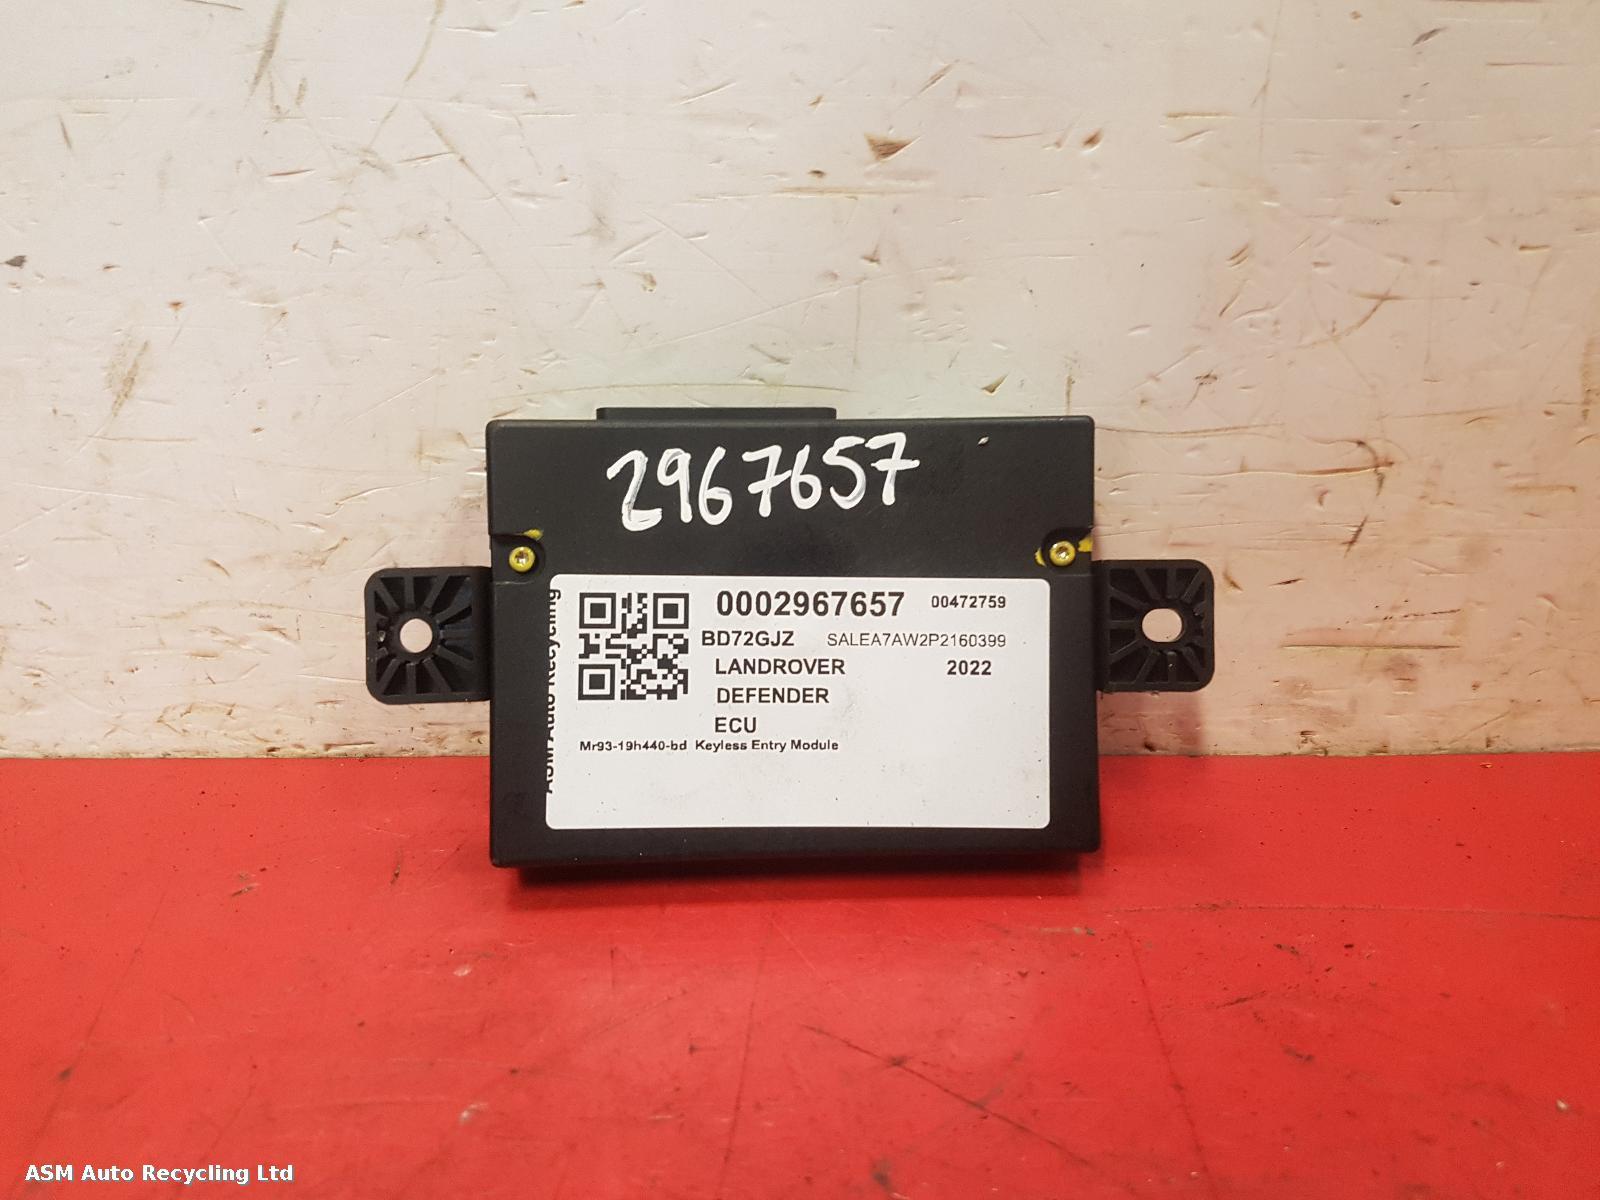 2967657
0002967657 00472759
BD72GJZ SALEA7AW2P2160399
LANDROVER 2022
DEFENDER
ECU
Mr93-19h440-bd Keyless Entry Module
ASM Auto Recycling
ASM Auto Recycling Ltd